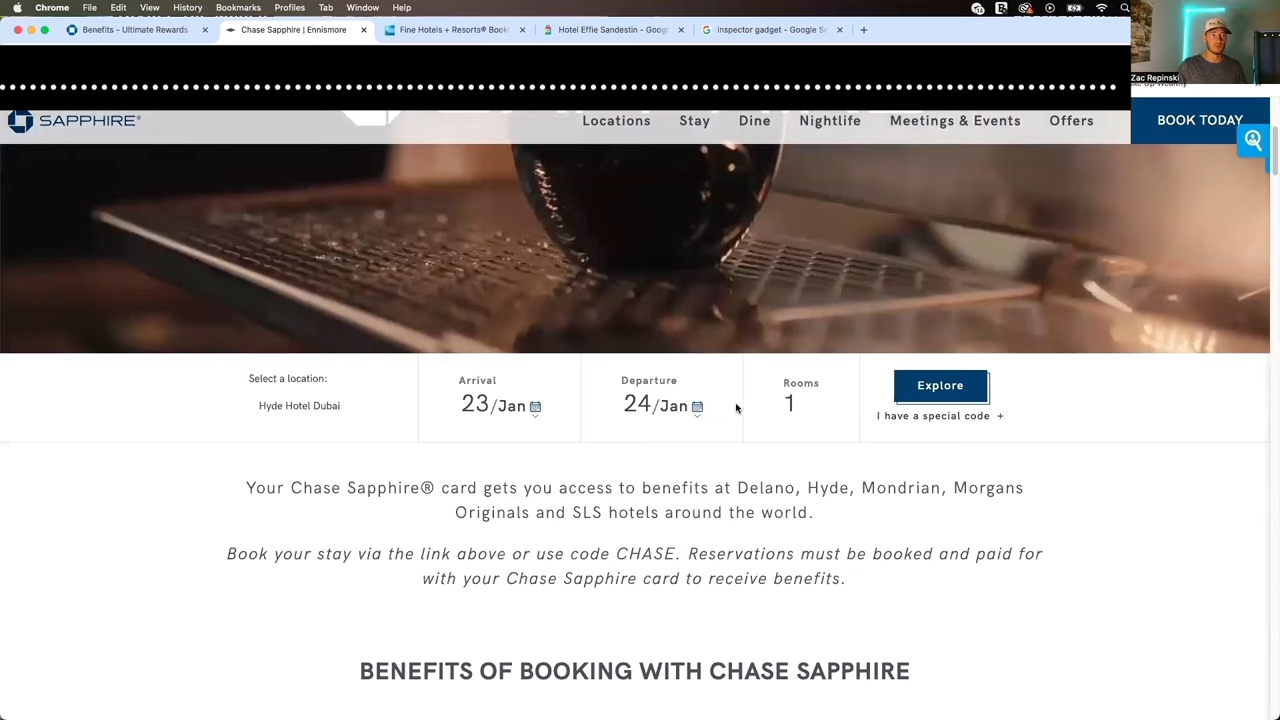 Chrome File Edit View History Bookmarks Profiles Tab Window Help
Benefits - Ultimate Rewards
Chase Sapphire | Ennismore
Fine Hotels + Resorts® Book
Hotel Effie Sandestin - Goog
inspector gadget - Google Se
Zac Repinski
SAPPHIRE®
Locations Stay Dine Nightlife Meetings & Events Offers
BOOK TODAY
Select a location:
Hyde Hotel Dubai
Arrival
23/Jan
Departure
24/Jan
Rooms
1
Explore
I have a special code +
Your Chase Sapphire® card gets you access to benefits at Delano, Hyde, Mondrian, Morgans
Originals and SLS hotels around the world.
Book your stay via the link above or use code CHASE. Reservations must be booked and paid for
with your Chase Sapphire card to receive benefits.
BENEFITS OF BOOKING WITH CHASE SAPPHIRE